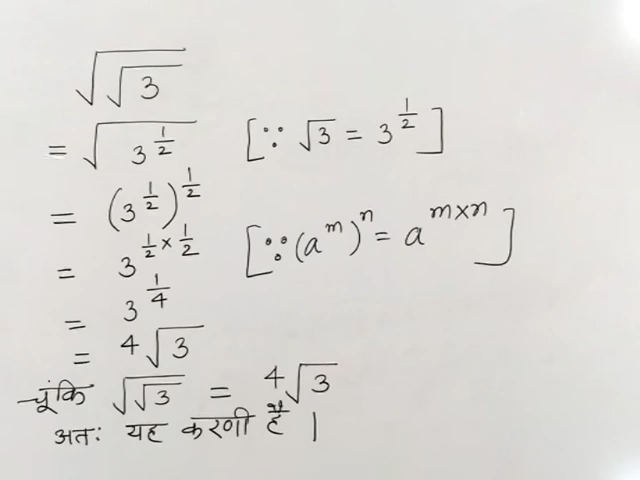 √√3
= √3^(1/2) [∵ √3 = 3^(1/2)]
= (3^(1/2))^(1/2)
= 3^(1/2 × 1/2) [∵ (a^m)^n = a^(m×n)]
= 3^(1/4)
= ⁴√3
चूंकि √√3 = ⁴√3
अतः यह करणी है ।